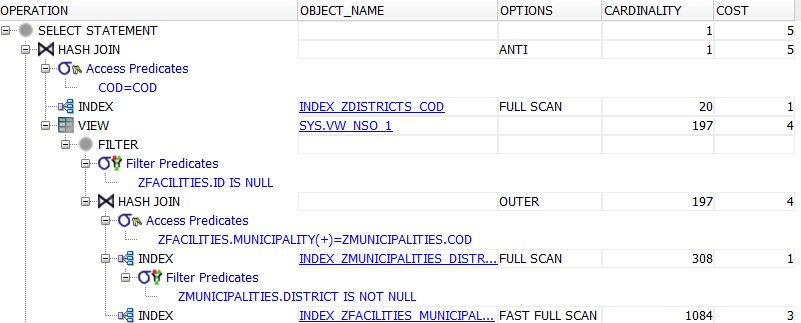 OPERATION OBJECT_NAME OPTIONS CARDINALITY COST
SELECT STATEMENT 1 5
HASH JOIN ANTI 1 5
Access Predicates
COD=COD
INDEX INDEX_ZDISTRICTS_COD FULL SCAN 20 1
VIEW SYS.VW_NSO_1 197 4
FILTER
Filter Predicates
ZFACILITIES.ID IS NULL
HASH JOIN OUTER 197 4
Access Predicates
ZFACILITIES.MUNICIPALITY(+)=ZMUNICIPALITIES.COD
INDEX INDEX_ZMUNICIPALITIES_DISTR... FULL SCAN 308 1
Filter Predicates
ZMUNICIPALITIES.DISTRICT IS NOT NULL
INDEX INDEX_ZFACILITIES_MUNICIPAL... FAST FULL SCAN 1084 3